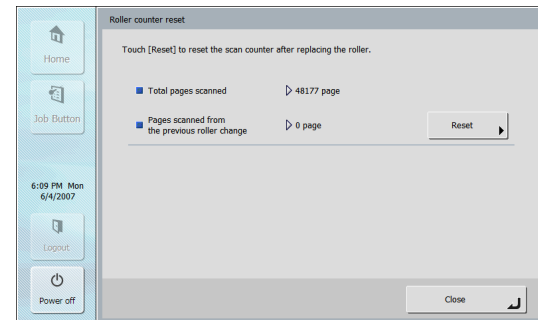 Roller counter reset
Touch [Reset] to reset the scan counter after replacing the roller.
Home
Total pages scanned
48177 page
Job Button
Pages scanned from
the previous roller change
0 page
Reset
6:09 PM Mon
6/4/2007
Logout
Power off
Close